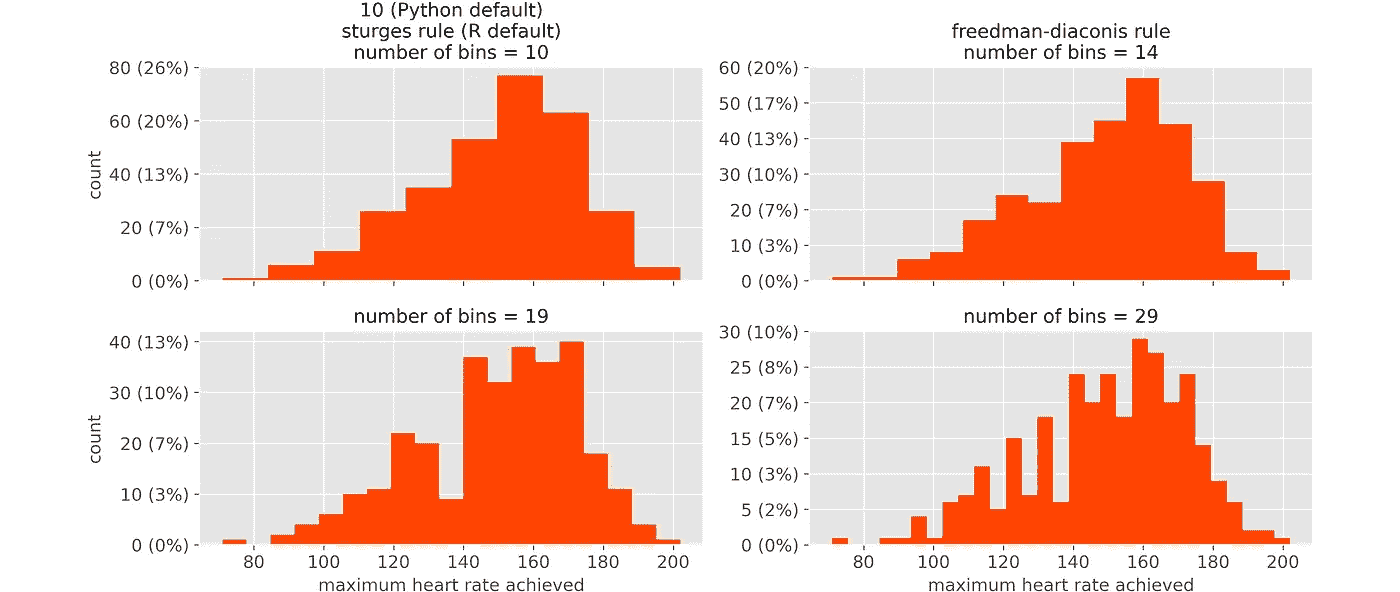 10 (Python default)
sturges rule (R default)
number of bins = 10
80 (26%)
60 (20%)
40 (13%)
20 (7%)
0 (0%)
count
freedman-diaconis rule
number of bins = 14
60 (20%)
50 (17%)
40 (13%)
30 (10%)
20 (7%)
10 (3%)
0 (0%)
number of bins = 19
40 (13%)
30 (10%)
20 (7%)
10 (3%)
0 (0%)
count
80 100 120 140 160 180 200
maximum heart rate achieved
number of bins = 29
30 (10%)
25 (8%)
20 (7%)
15 (5%)
10 (3%)
5 (2%)
0 (0%)
80 100 120 140 160 180 200
maximum heart rate achieved